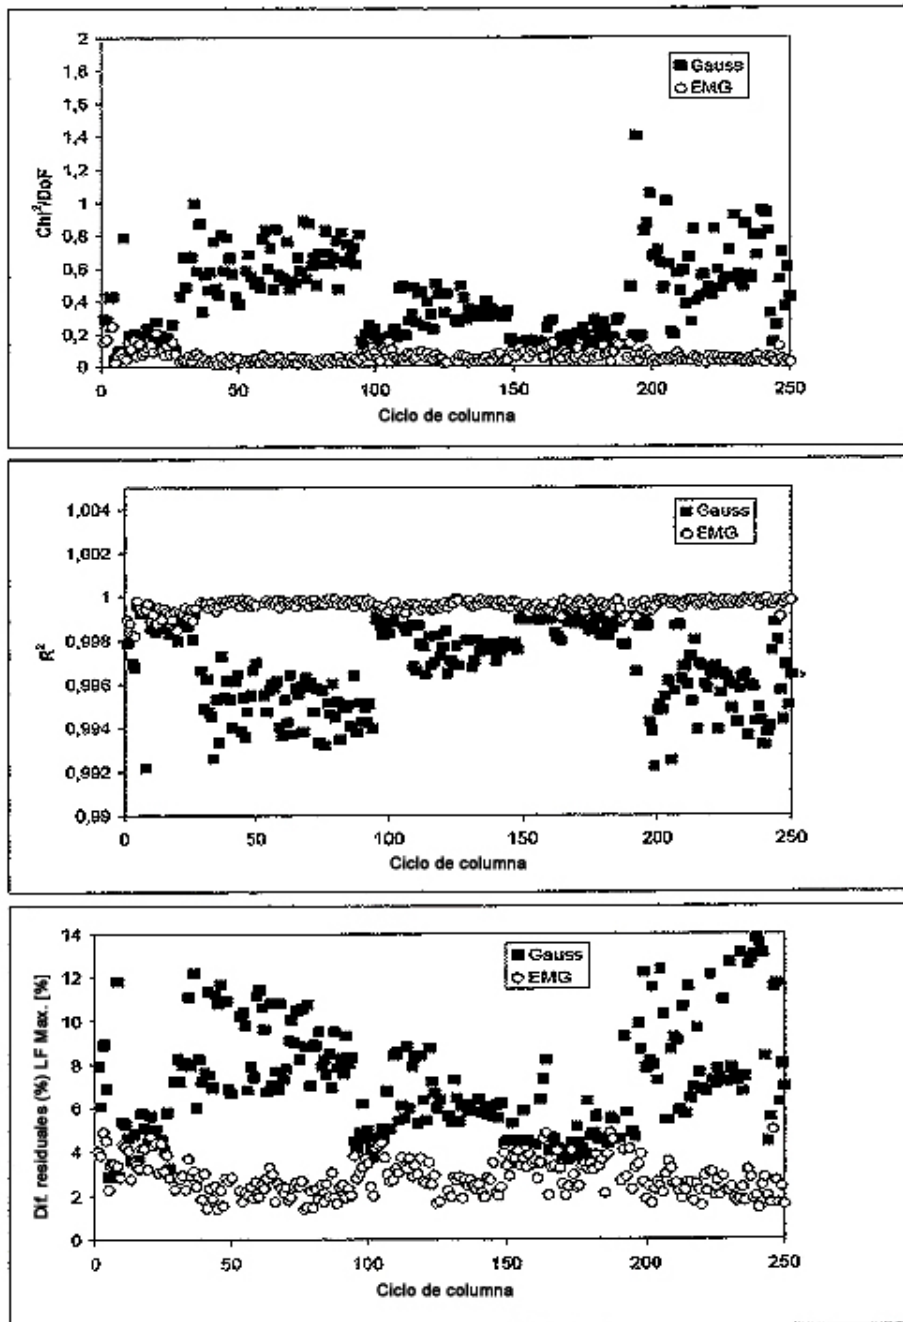 2
1,8
1,6
1,4
1,2
1
0,8
0,6
0,4
0,2
0
Chi²/DoF
Gauss
EMG
0 50 100 150 200 250
Ciclo de columna
1,004
1,002
1
0,998
0,996
0,994
0,992
0,99
R²
Gauss
EMG
0 50 100 150 200 250
Ciclo de columna
14
12
10
8
6
4
2
0
Dif. residuales (%) LF Max. [%]
Gauss
EMG
0 50 100 150 200 250
Ciclo de columna